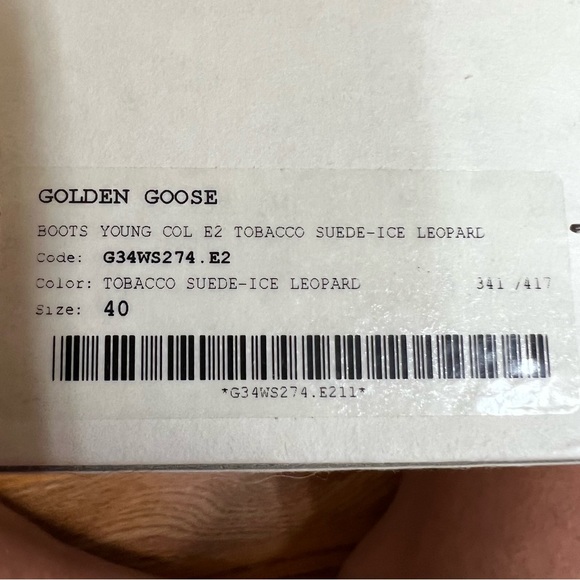 GOLDEN GOOSE
BOOTS YOUNG COL E2 TOBACCO SUEDE-ICE LEOPARD
Code: G34WS274.E2
Color: TOBACCO SUEDE-ICE LEOPARD 341 /417
Size: 40
*G34WS274.E211*